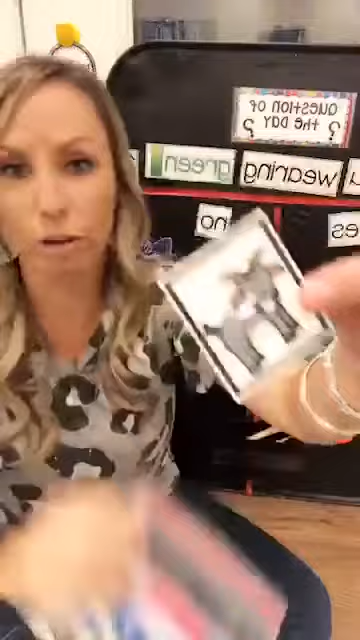 QUESTION OF
THE DAY
? ?
green
wearing
no